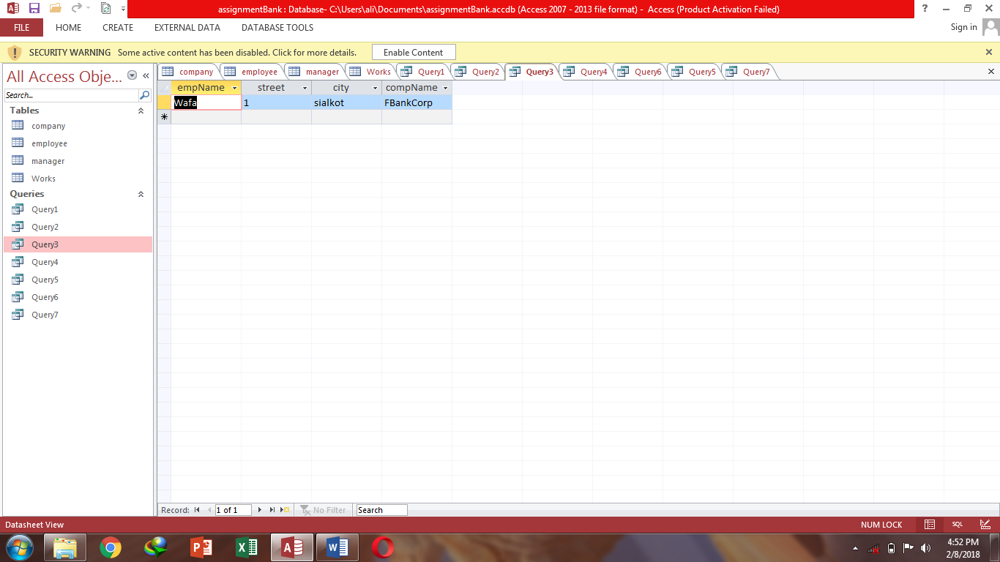 assignmentBank : Database- C:\Users\ali\Documents\assignmentBank.accdb (Access 2007 - 2013 file format) - Access (Product Activation Failed)
FILE HOME CREATE EXTERNAL DATA DATABASE TOOLS Sign in
SECURITY WARNING Some active content has been disabled. Click for more details. Enable Content
All Access Obje...
company employee manager Works Query1 Query2 Query3 Query4 Query6 Query5 Query7
Search...
empName street city compName
Wafa 1 sialkot FBankCorp
Tables
company
employee
manager
Works
Queries
Query1
Query2
Query3
Query4
Query5
Query6
Query7
Record: 1 of 1 No Filter Search
Datasheet View NUM LOCK SQL
4:52 PM
2/8/2018